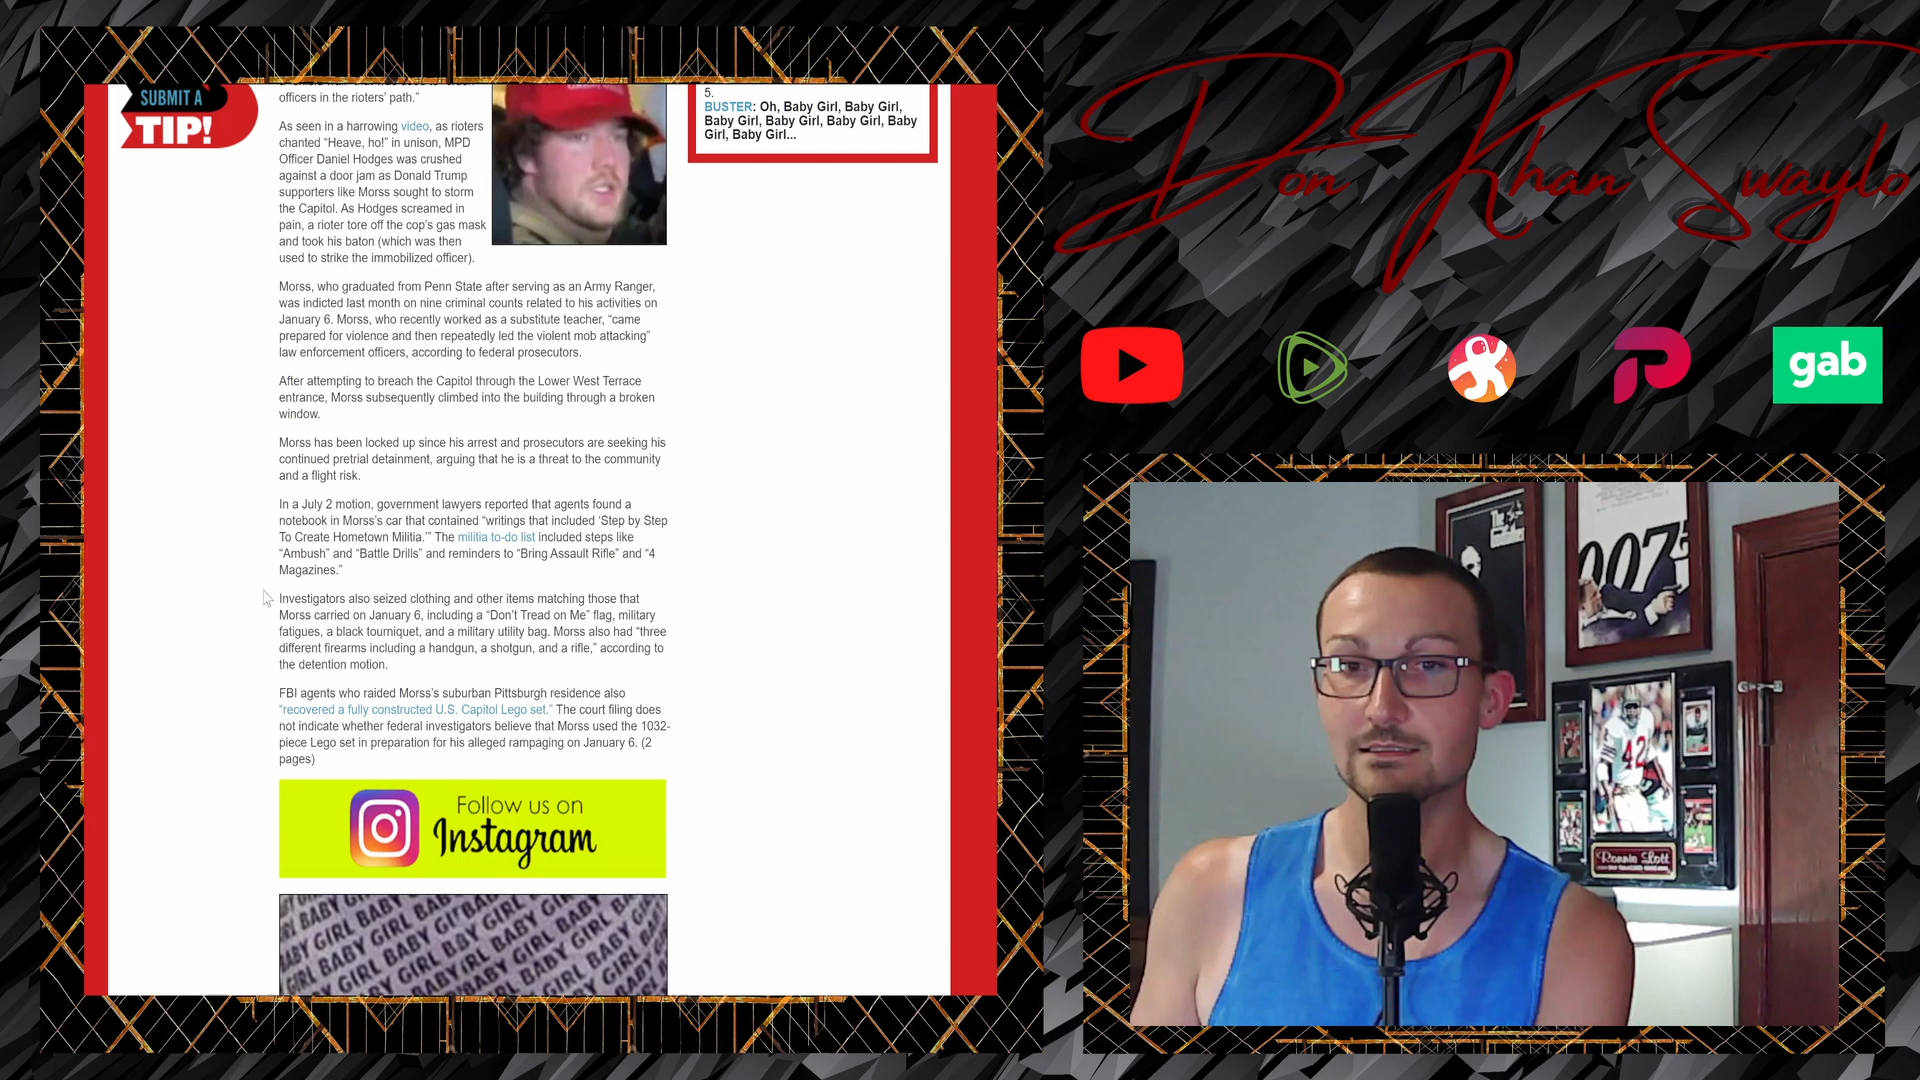 SUBMIT A
TIP!
officers in the rioters' path."
As seen in a harrowing video, as rioters
chanted "Heave, ho!" in unison, MPD
Officer Daniel Hodges was crushed
against a door jam as Donald Trump
supporters like Morss sought to storm
the Capitol. As Hodges screamed in
pain, a rioter tore off the cop's gas mask
and took his baton (which was then
used to strike the immobilized officer).
Morss, who graduated from Penn State after serving as an Army Ranger,
was indicted last month on nine criminal counts related to his activities on
January 6. Morss, who recently worked as a substitute teacher, "came
prepared for violence and then repeatedly led the violent mob attacking"
law enforcement officers, according to federal prosecutors.
After attempting to breach the Capitol through the Lower West Terrace
entrance, Morss subsequently climbed into the building through a broken
window.
Morss has been locked up since his arrest and prosecutors are seeking his
continued pretrial detainment, arguing that he is a threat to the community
and a flight risk.
In a July 2 motion, government lawyers reported that agents found a
notebook in Morss's car that contained "writings that included 'Step by Step
To Create Hometown Militia.'" The militia to-do list included steps like
"Ambush" and "Battle Drills" and reminders to "Bring Assault Rifle" and "4
Magazines."
Investigators also seized clothing and other items matching those that
Morss carried on January 6, including a "Don't Tread on Me" flag, military
fatigues, a black tourniquet, and a military utility bag. Morss also had "three
different firearms including a handgun, a shotgun, and a rifle," according to
the detention motion.
FBI agents who raided Morss's suburban Pittsburgh residence also
"recovered a fully constructed U.S. Capitol Lego set." The court filing does
not indicate whether federal investigators believe that Morss used the 1032-
piece Lego set in preparation for his alleged rampaging on January 6. (2
pages)
Follow us on
Instagram
BABY GIRL BABY GIRL BABY GIRL
5.
BUSTER: Oh, Baby Girl, Baby Girl,
Baby Girl, Baby Girl, Baby Girl, Baby
Girl, Baby Girl...
Don Khan Swaylo
gab
007
42
Ronnie Lott